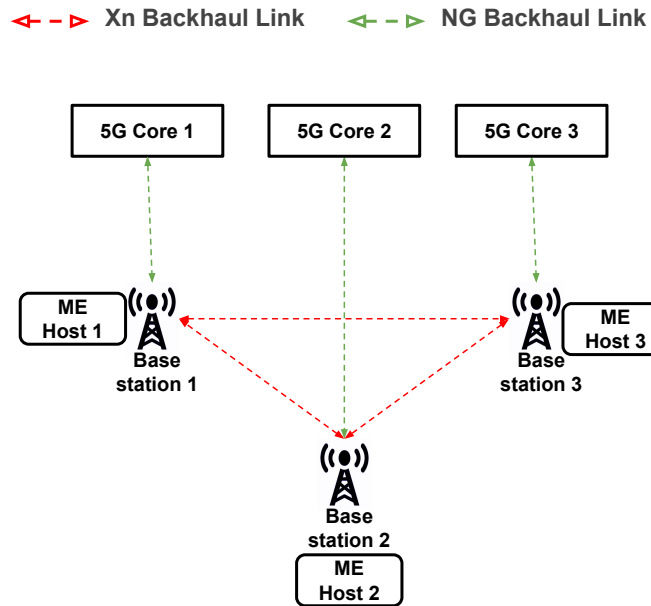 Xn Backhaul Link
NG Backhaul Link
5G Core 1
5G Core 2
5G Core 3
ME
Host 1
Base
station 1
Base
station 3
ME
Host 3
Base
station 2
ME
Host 2